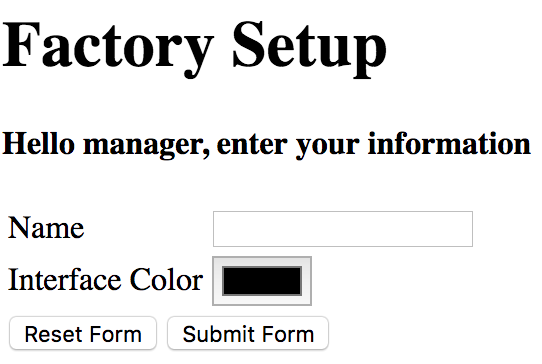 Factory Setup
Hello manager, enter your information
Name
Interface Color
Reset Form Submit Form